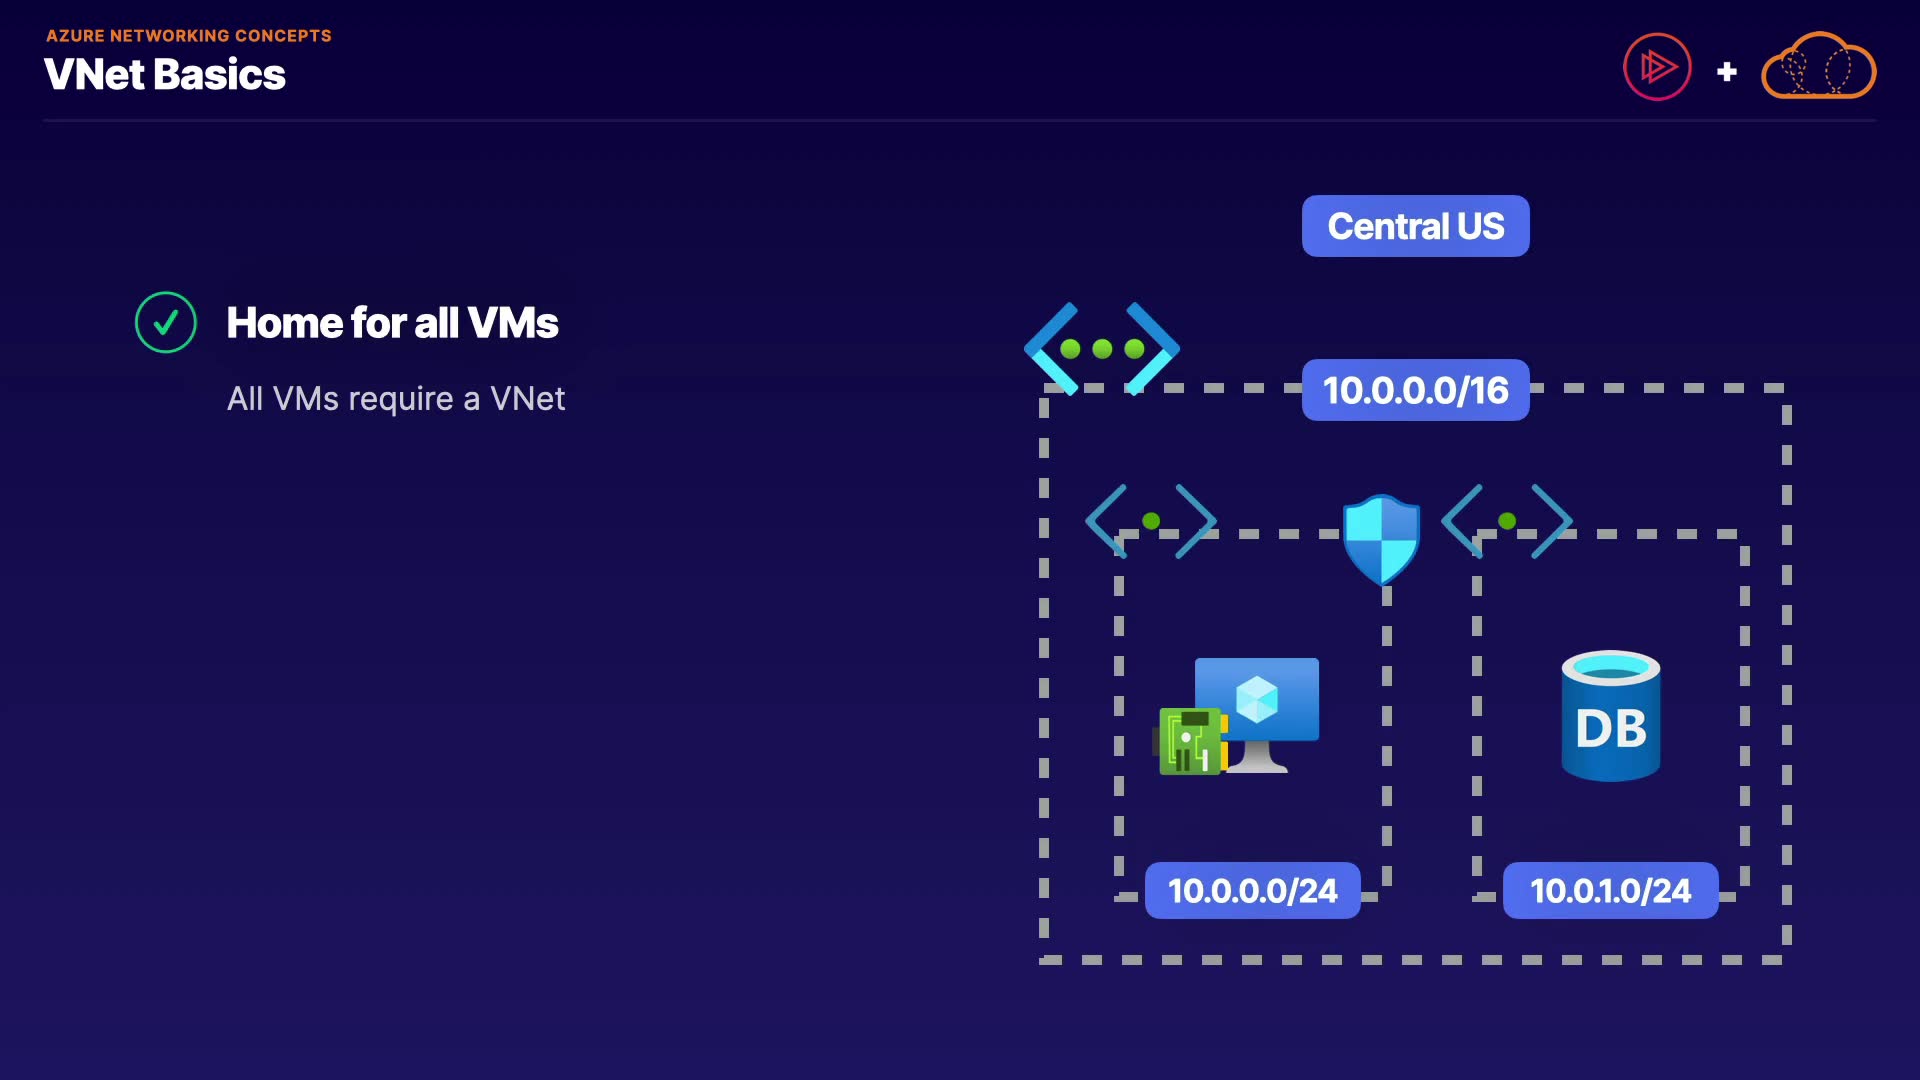 AZURE NETWORKING CONCEPTS
VNet Basics
Central US
Home for all VMs
All VMs require a VNet
10.0.0.0/16
DB
10.0.0.0/24
10.0.1.0/24